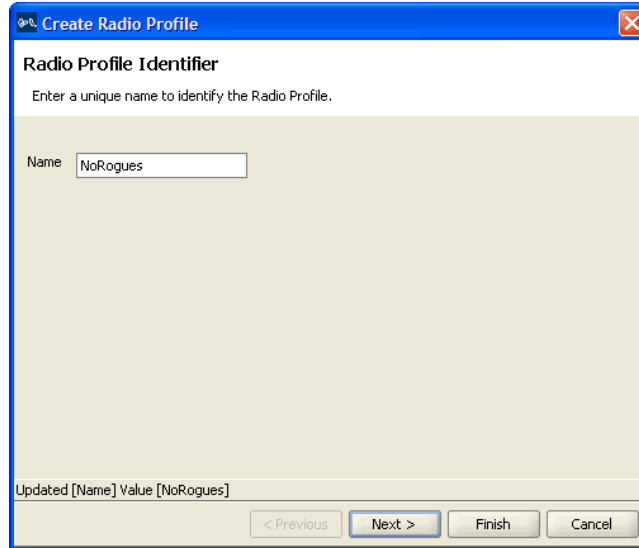 Create Radio Profile
Radio Profile Identifier
Enter a unique name to identify the Radio Profile.
Name NoRogues
Updated [Name] Value [NoRogues]
< Previous Next > Finish Cancel